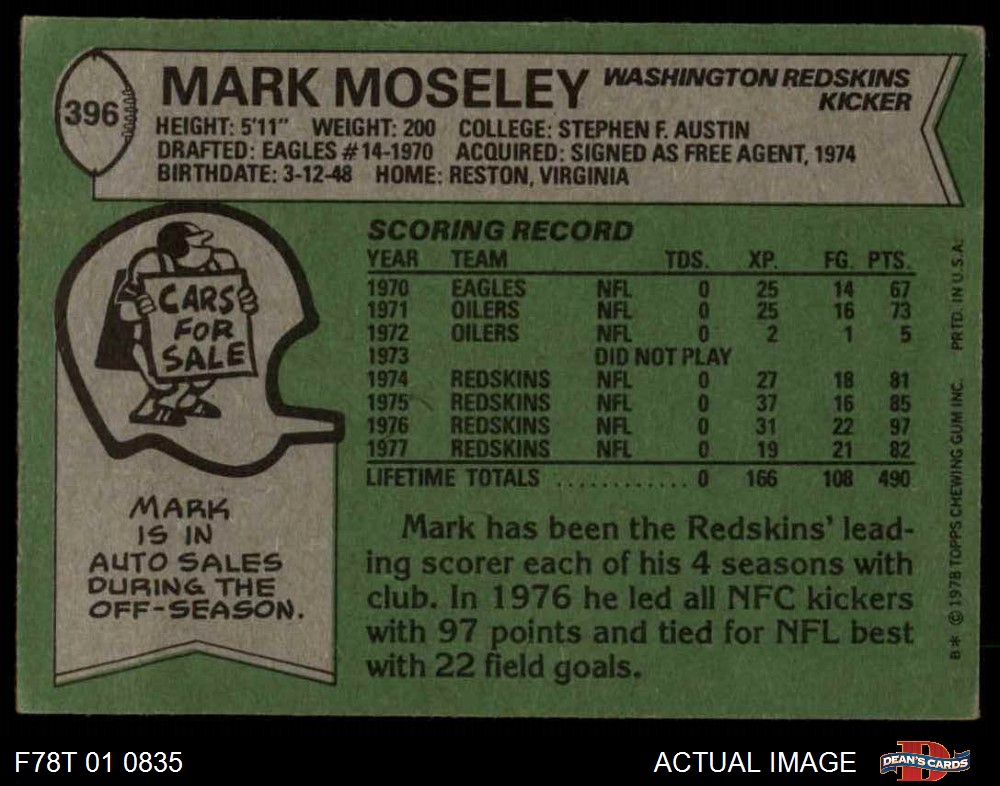 396
MARK MOSELEY
WASHINGTON REDSKINS
KICKER
HEIGHT: 5'11" WEIGHT: 200 COLLEGE: STEPHEN F. AUSTIN
DRAFTED: EAGLES #14-1970 ACQUIRED: SIGNED AS FREE AGENT, 1974
BIRTHDATE: 3-12-48 HOME: RESTON, VIRGINIA
CARS
FOR
SALE
MARK
IS IN
AUTO SALES
DURING THE
OFF-SEASON.
SCORING RECORD
YEAR TEAM TDS. XP. FG. PTS.
1970 EAGLES NFL 0 25 14 67
1971 OILERS NFL 0 25 16 73
1972 OILERS NFL 0 2 1 5
1973 DID NOT PLAY
1974 REDSKINS NFL 0 27 18 81
1975 REDSKINS NFL 0 37 16 85
1976 REDSKINS NFL 0 31 22 97
1977 REDSKINS NFL 0 19 21 82
LIFETIME TOTALS ............ 0 166 108 490
Mark has been the Redskins' lead-
ing scorer each of his 4 seasons with
club. In 1976 he led all NFC kickers
with 97 points and tied for NFL best
with 22 field goals.
B* © 1978 TOPPS CHEWING GUM INC. PRTD. IN U.S.A.
F78T 01 0835
ACTUAL IMAGE
D
DEAN'S CARDS